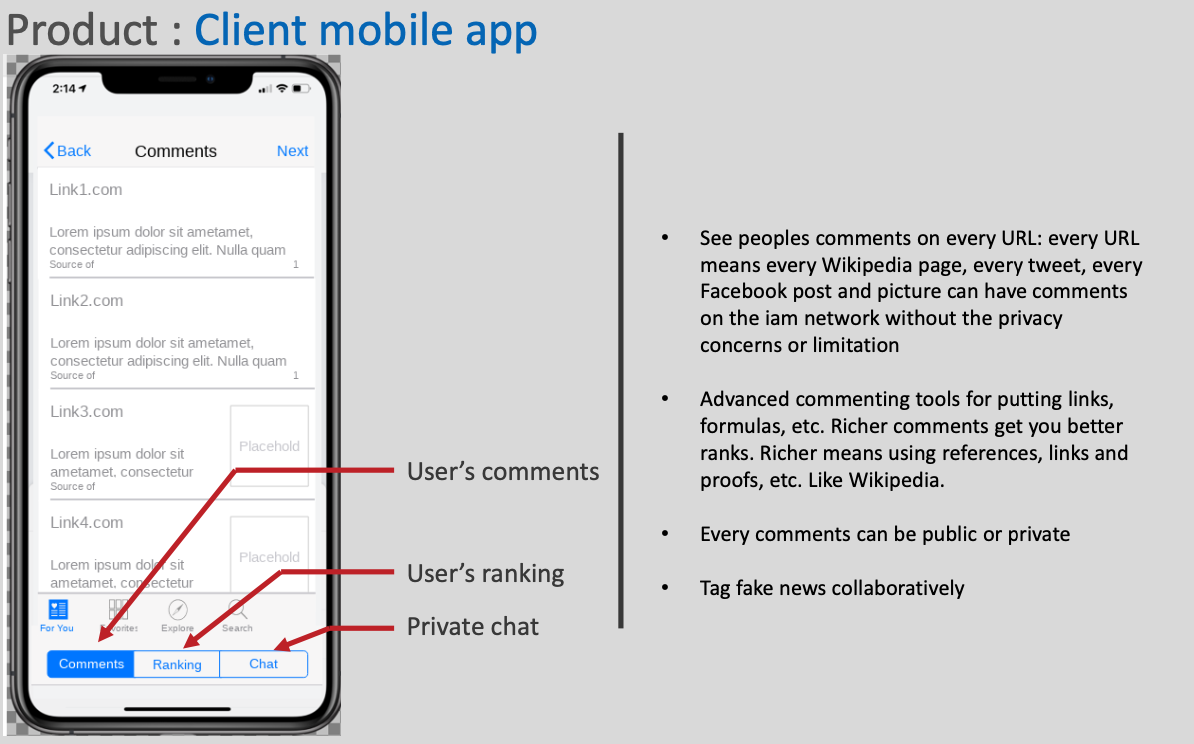 Product : Client mobile app
2:14
Back Comments Next
Link1.com
Lorem ipsum dolor sit ametamet,
consectetur adipiscing elit. Nulla quam
Source of 1
Link2.com
Lorem ipsum dolor sit ametamet,
consectetur adipiscing elit. Nulla quam
Source of 1
Link3.com
Placehold
Lorem ipsum dolor sit
ametamet. consectetur
Source of
Link4.com
Placehold
Lorem ipsum dolor sit
ametamet. consectetur
For You Favorites Explore Search
Comments Ranking Chat
User’s comments
User’s ranking
Private chat
• See peoples comments on every URL: every URL
means every Wikipedia page, every tweet, every
Facebook post and picture can have comments
on the iam network without the privacy
concerns or limitation
• Advanced commenting tools for putting links,
formulas, etc. Richer comments get you better
ranks. Richer means using references, links and
proofs, etc. Like Wikipedia.
• Every comments can be public or private
• Tag fake news collaboratively